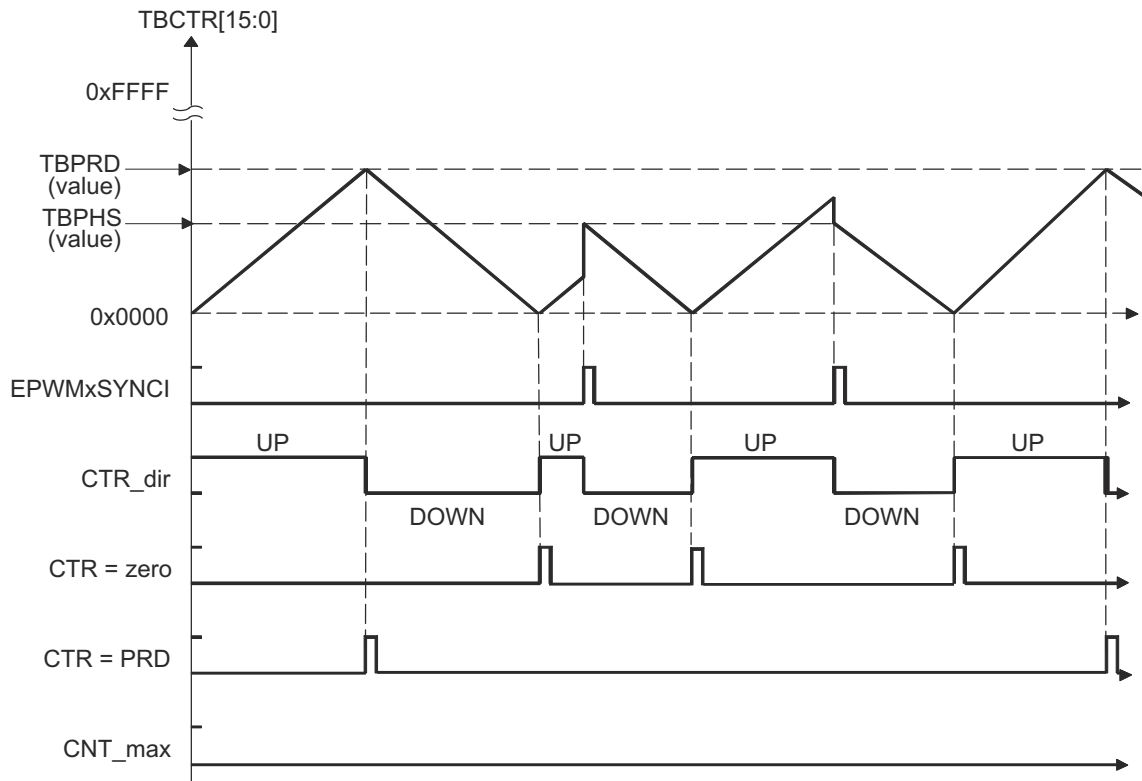 TBCTR[15:0]
0xFFFF
TBPRD
(value)
TBPHS
(value)
0x0000
EPWMxSYNCI
UP
UP
UP
UP
CTR_dir
DOWN
DOWN
DOWN
CTR = zero
CTR = PRD
CNT_max